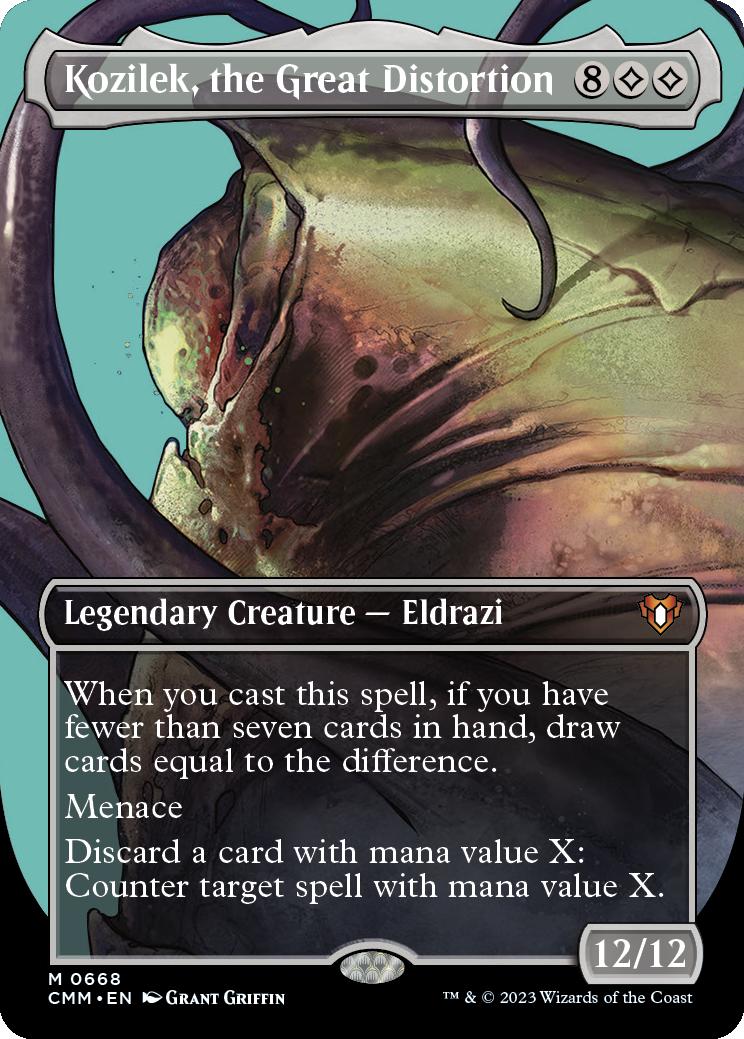 Kozilek, the Great Distortion 8
Legendary Creature — Eldrazi
When you cast this spell, if you have
fewer than seven cards in hand, draw
cards equal to the difference.
Menace
Discard a card with mana value X:
Counter target spell with mana value X.
12/12
M 0668
CMM • EN Grant Griffin
™ & © 2023 Wizards of the Coast